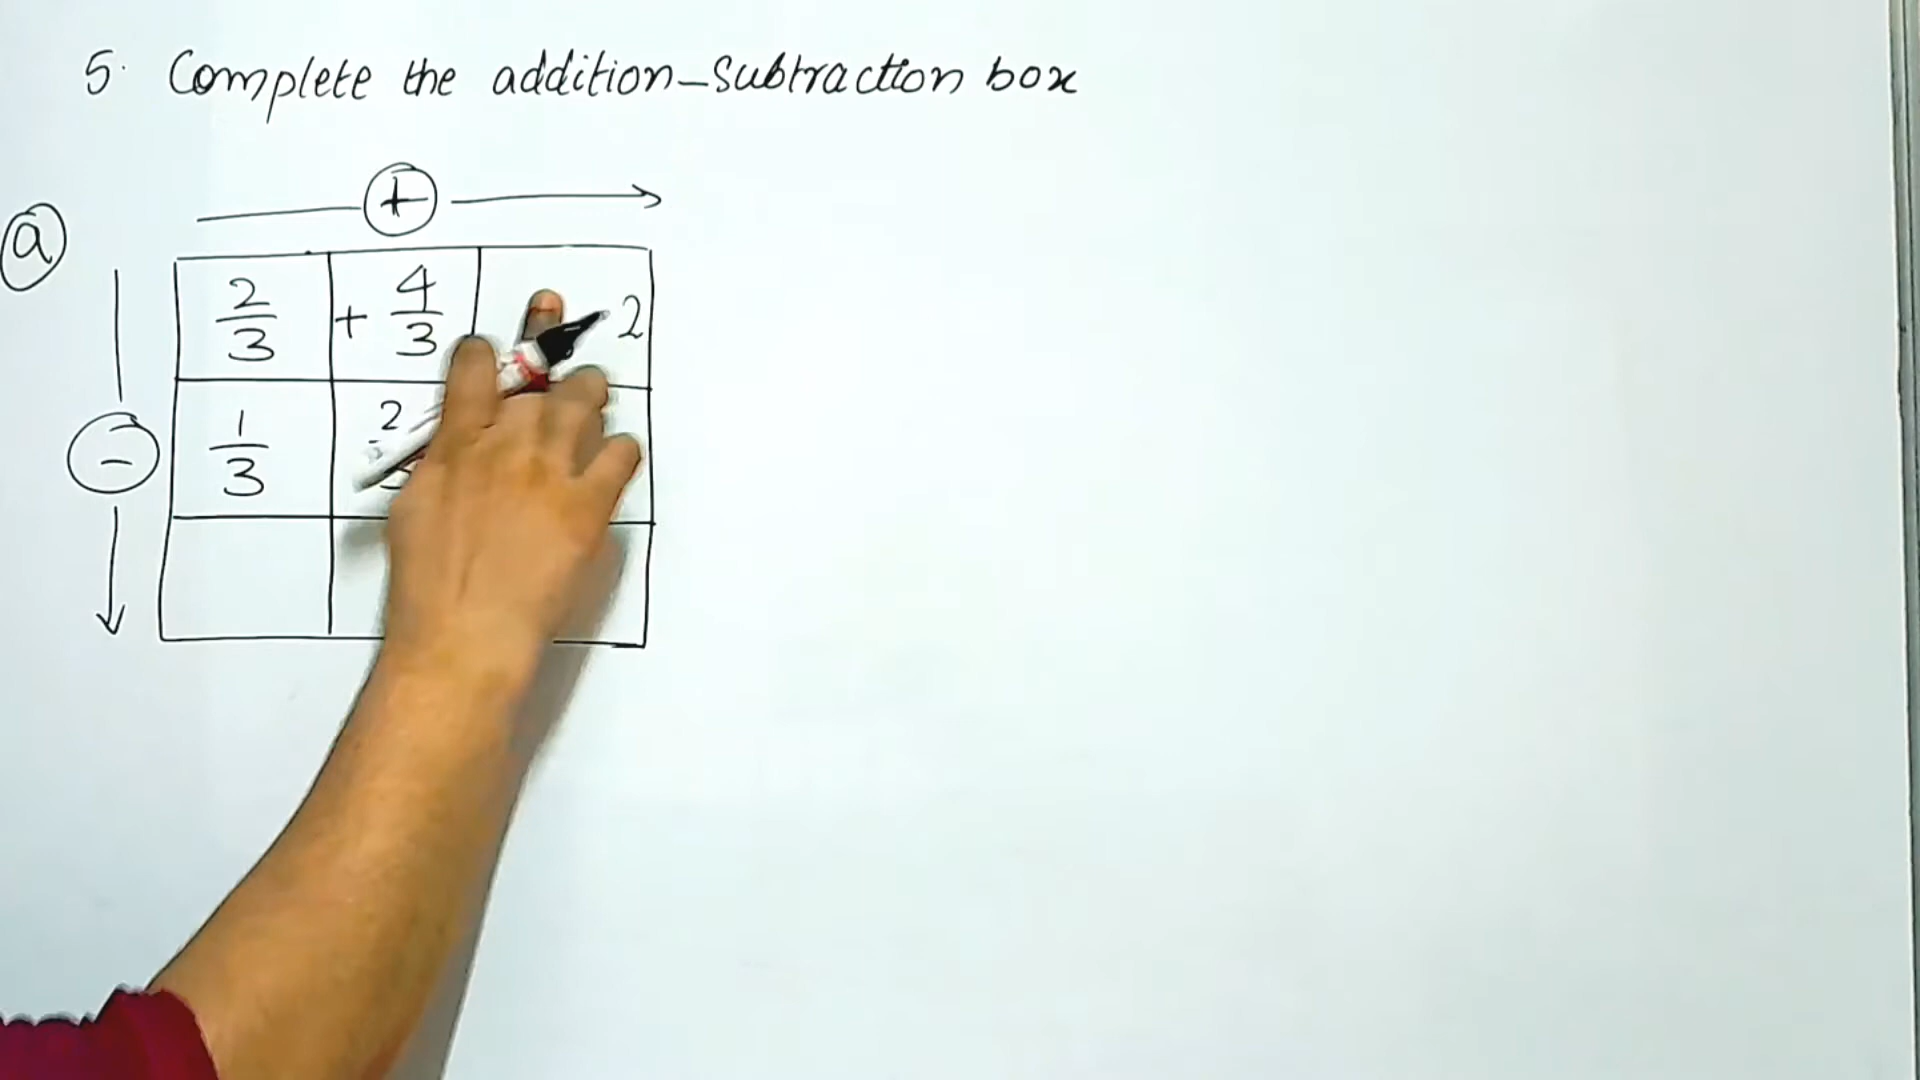 5. Complete the addition-subtraction box
+
a
2/3 + 4/3 2
- 1/3 2